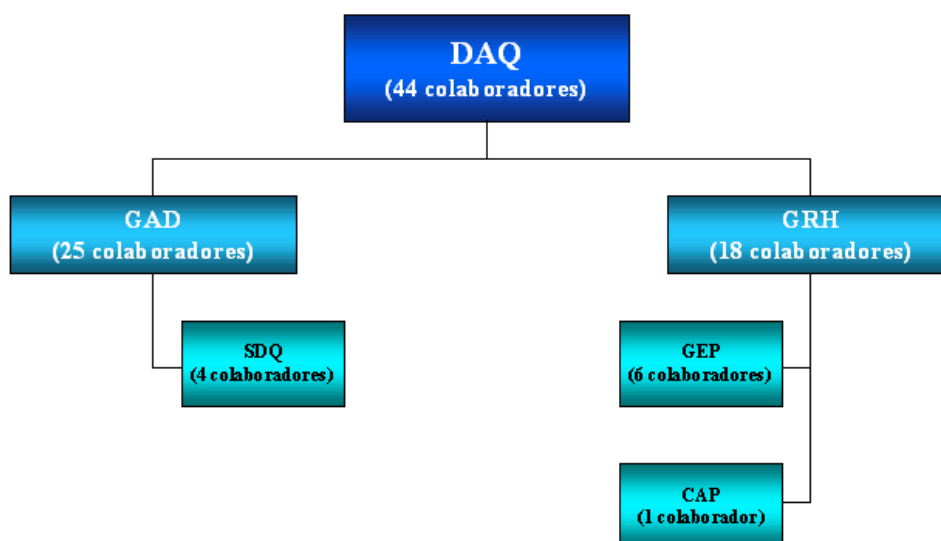 DAQ
(44 colaboradores)
GAD
(25 colaboradores)
GRH
(18 colaboradores)
SDQ
(4 colaboradores)
GEP
(6 colaboradores)
CAP
(1 colaborador)